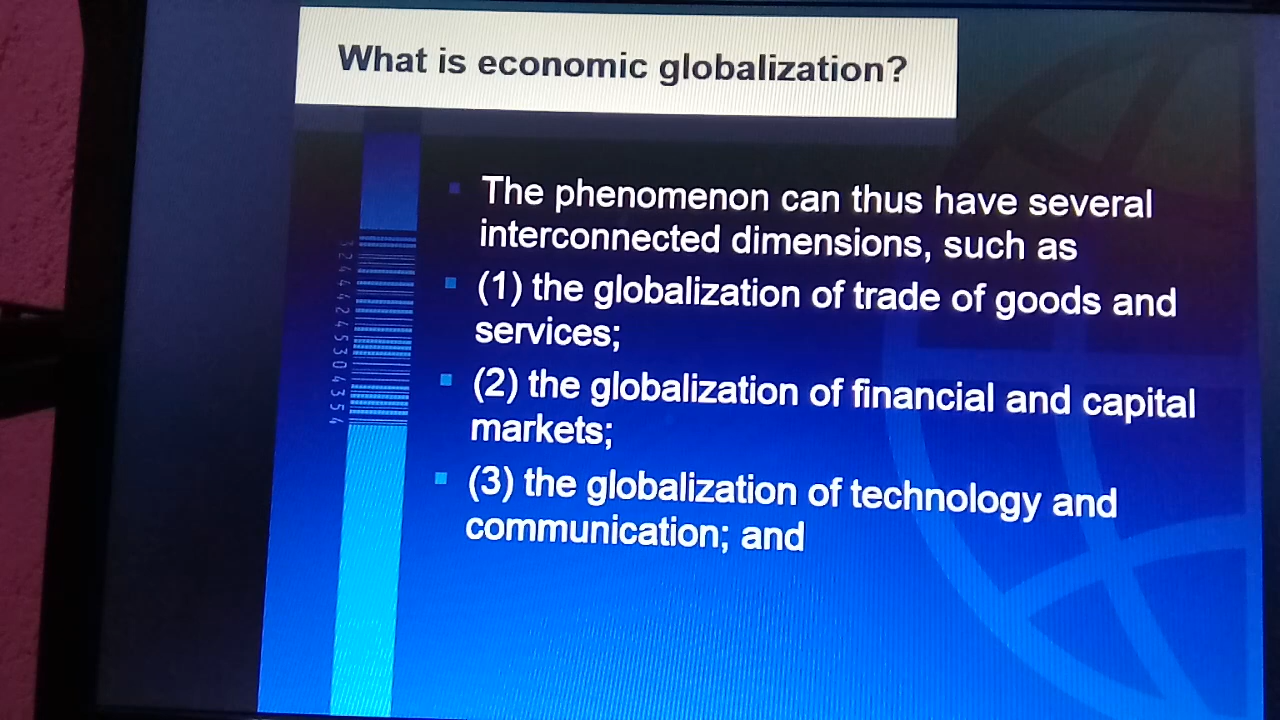 What is economic globalization?
The phenomenon can thus have several
interconnected dimensions, such as
(1) the globalization of trade of goods and
services;
(2) the globalization of financial and capital
markets;
(3) the globalization of technology and
communication; and
324442453043 54